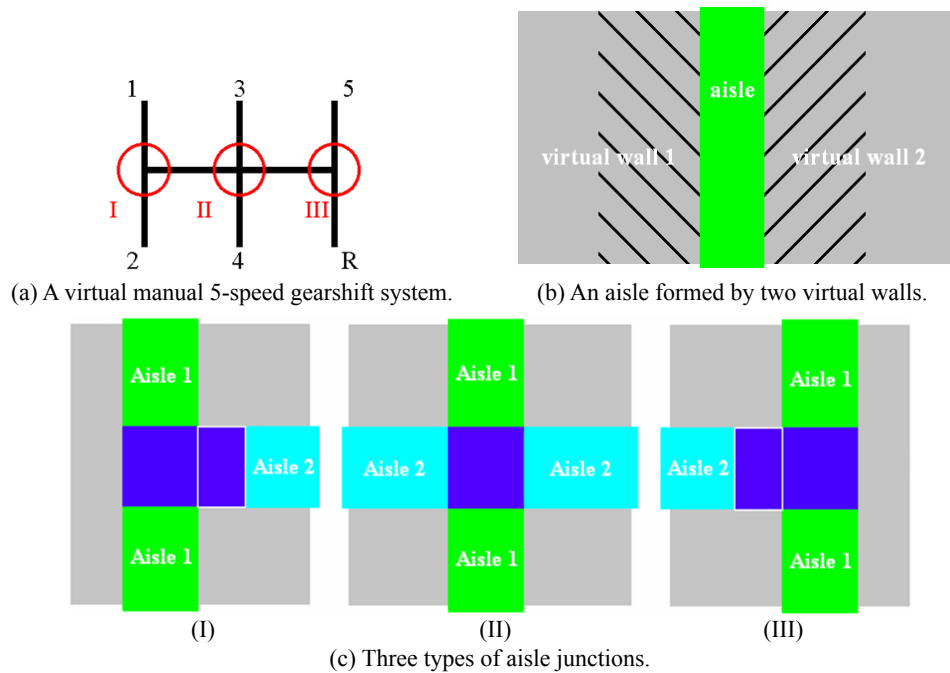 1 3 5
I II III
2 4 R
(a) A virtual manual 5-speed gearshift system.
aisle
virtual wall 1 virtual wall 2
(b) An aisle formed by two virtual walls.
Aisle 1 Aisle 1 Aisle 1
Aisle 2 Aisle 2 Aisle 2 Aisle 2
Aisle 1 Aisle 1 Aisle 1
(I) (II) (III)
(c) Three types of aisle junctions.